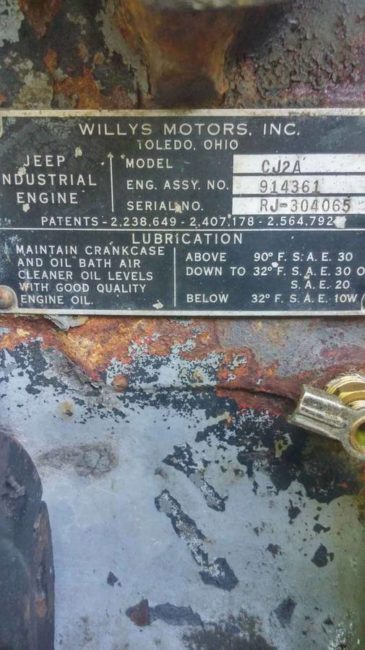 WILLYS MOTORS, INC.
TOLEDO, OHIO
JEEP
INDUSTRIAL
ENGINE
MODEL CJ2A
ENG. ASSY. NO. 914361
SERIAL NO. RJ-304065
PATENTS-2,238,649-2,407,178-2,564,792
LUBRICATION
MAINTAIN CRANKCASE
AND OIL BATH AIR
CLEANER OIL LEVELS
WITH GOOD QUALITY
ENGINE OIL.
ABOVE 90° F. S.A.E. 30
DOWN TO 32° F. S.A.E. 30 O
S.A.E. 20
BELOW 32° F. S.A.E. 10W